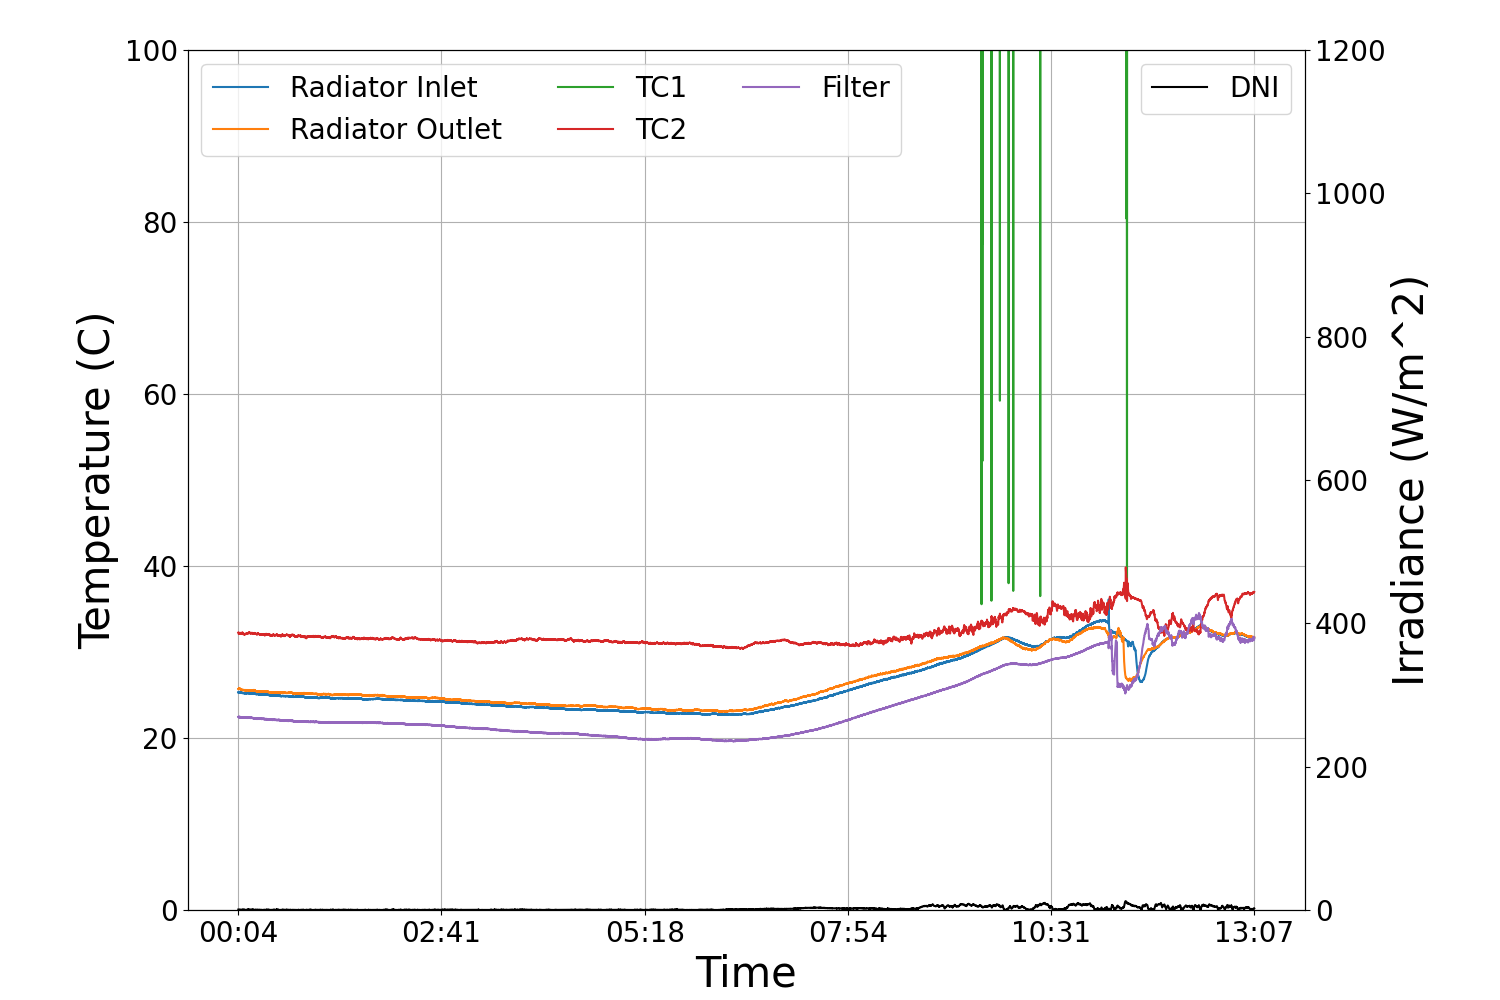 Radiator Inlet
Radiator Outlet
TC1
TC2
Filter
DNI
100
80
60
40
20
0
Temperature (C)
1200
1000
800
600
400
200
0
Irradiance (W/m^2)
00:04 02:41 05:18 07:54 10:31 13:07
Time